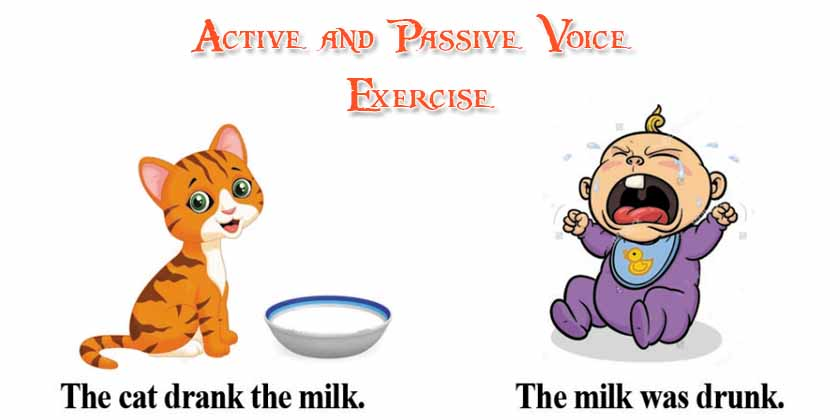 Active and Passive Voice
Exercise
The cat drank the milk.
The milk was drunk.